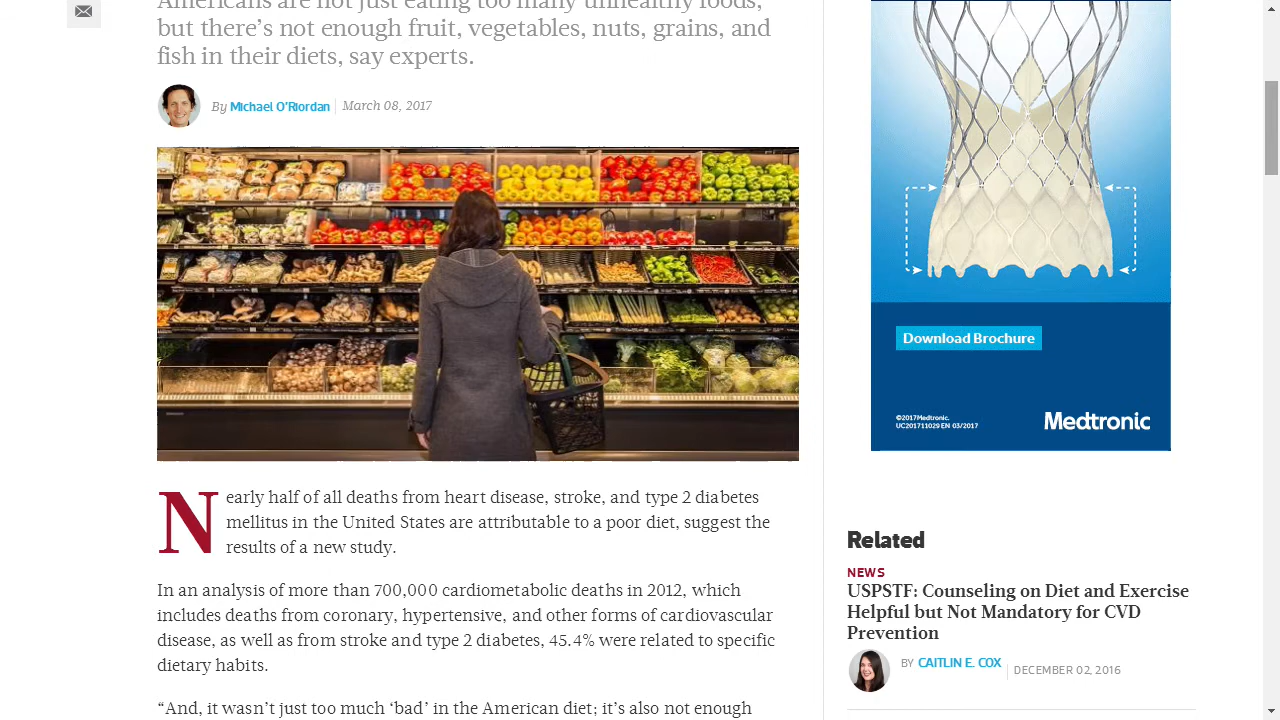 Americans are not just eating too many unhealthy foods,
but there’s not enough fruit, vegetables, nuts, grains, and
fish in their diets, say experts.
By Michael O’Riordan March 08, 2017
Nearly half of all deaths from heart disease, stroke, and type 2 diabetes
mellitus in the United States are attributable to a poor diet, suggest the
results of a new study.
In an analysis of more than 700,000 cardiometabolic deaths in 2012, which
includes deaths from coronary, hypertensive, and other forms of cardiovascular
disease, as well as from stroke and type 2 diabetes, 45.4% were related to specific
dietary habits.
“And, it wasn’t just too much ‘bad’ in the American diet; it’s also not enough
Download Brochure
©2017Medtronic.
UC201711029 EN 03/2017
Medtronic
Related
NEWS
USPSTF: Counseling on Diet and Exercise
Helpful but Not Mandatory for CVD
Prevention
BY CAITLIN E. COX DECEMBER 02, 2016